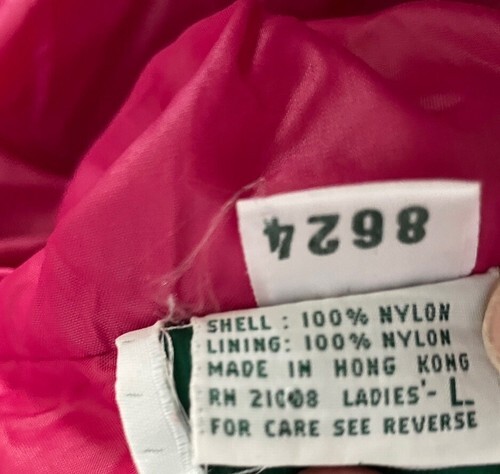 8624
SHELL : 100% NYLON
LINING: 100% NYLON
MADE IN HONG KONG
RN 21008 LADIES'- L
FOR CARE SEE REVERSE